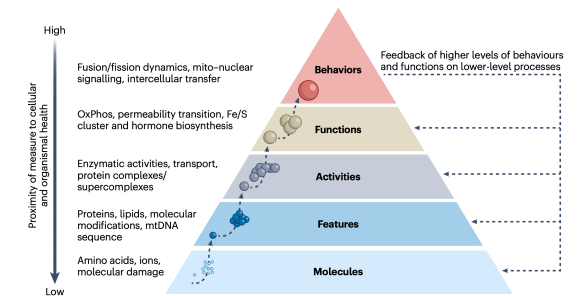 High
Fusion/fission dynamics, mito–nuclear
signalling, intercellular transfer
Behaviors
Feedback of higher levels of behaviours
and functions on lower-level processes
OxPhos, permeability transition, Fe/S
cluster and hormone biosynthesis
Functions
Enzymatic activities, transport,
protein complexes/
supercomplexes
Activities
Proteins, lipids, molecular
modifications, mtDNA
sequence
Features
Amino acids, ions,
molecular damage
Molecules
Low
Proximity of measure to cellular
and organismal health